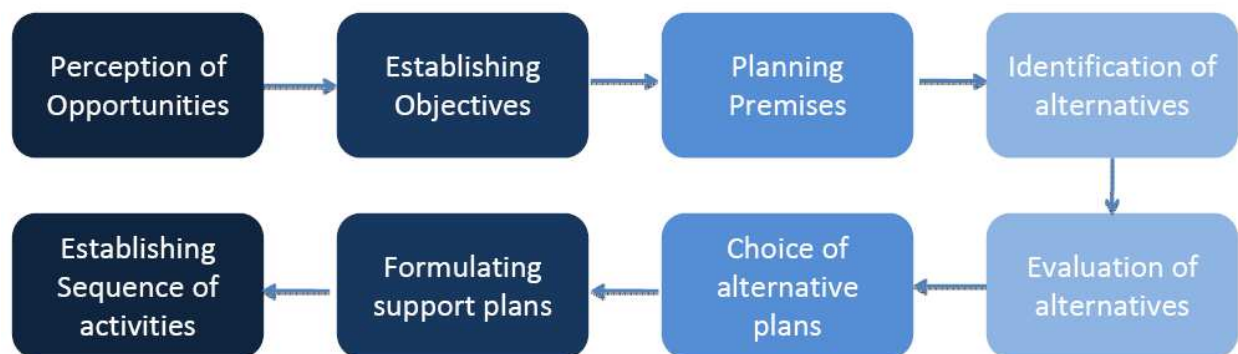 Perception of
Opportunities
Establishing
Objectives
Planning
Premises
Identification of
alternatives
Evaluation of
alternatives
Choice of
alternative
plans
Formulating
support plans
Establishing
Sequence of
activities